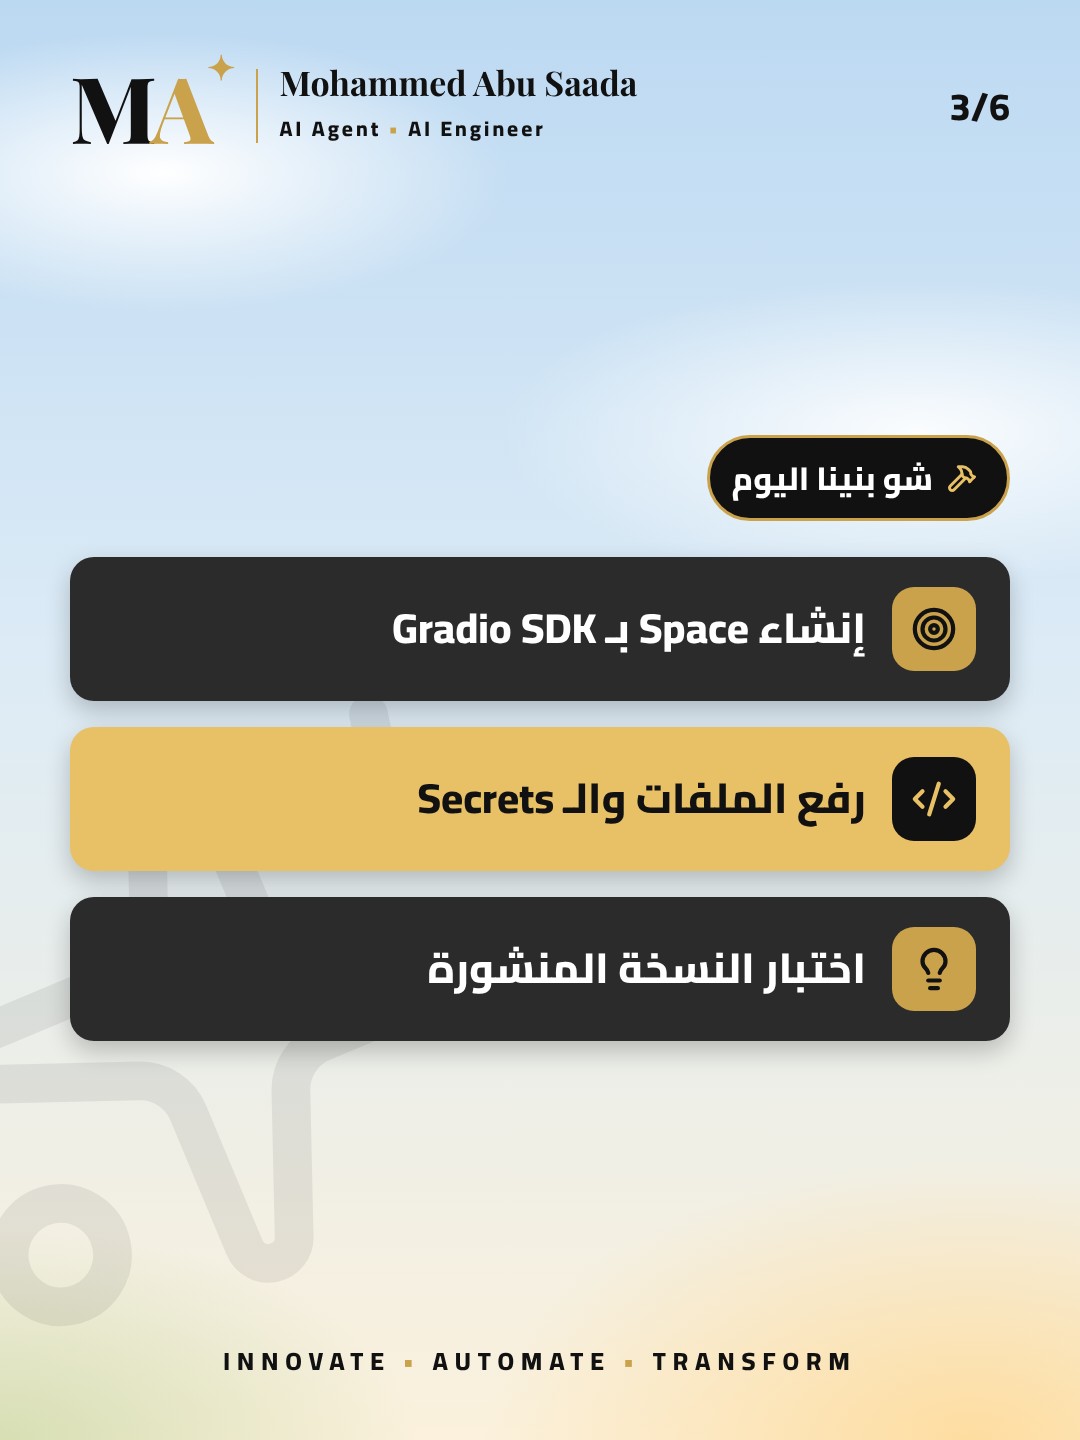 MA
Mohammed Abu Saada
AI Agent ▪ AI Engineer
3/6
شو بنينا اليوم
إنشاء Space بـ Gradio SDK
رفع الملفات والـ Secrets
اختبار النسخة المنشورة
INNOVATE ▪ AUTOMATE ▪ TRANSFORM